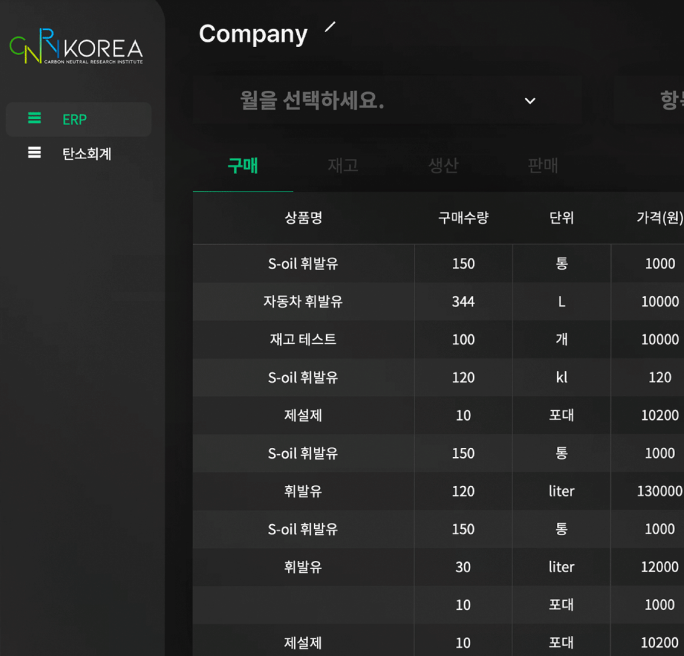 CNRi KOREA
CARBON NEUTRAL RESEARCH INSTITUTE
ERP
탄소회계
Company
월을 선택하세요.
구매 재고 생산 판매
상품명 구매수량 단위 가격(원)
S-oil 휘발유 150 통 1000
자동차 휘발유 344 L 10000
재고 테스트 100 개 10000
S-oil 휘발유 120 kl 120
제설제 10 포대 10200
S-oil 휘발유 150 통 1000
휘발유 120 liter 130000
S-oil 휘발유 150 통 1000
휘발유 30 liter 12000
10 포대 1000
제설제 10 포대 10200